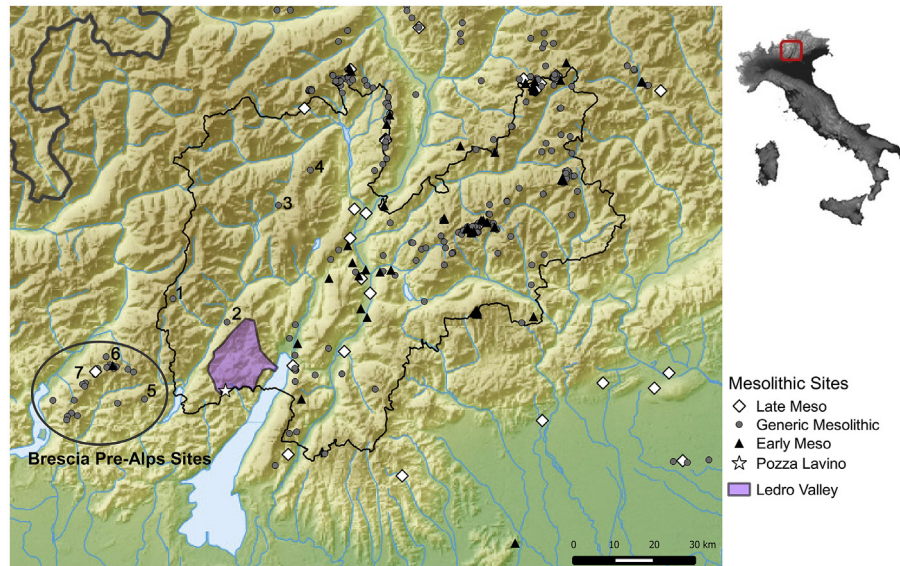 4
3
1
2
6
7
5
Brescia Pre-Alps Sites
Mesolithic Sites
Late Meso
Generic Mesolithic
Early Meso
Pozza Lavino
Ledro Valley
0 10 20 30 km